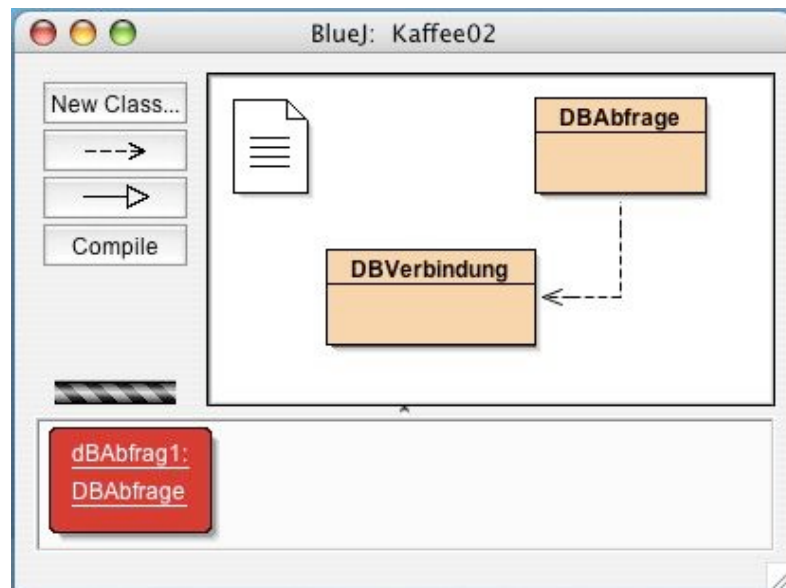 BlueJ: Kaffee02
New Class...
Compile
DBAbfrage
DBVerbindung
dBAbfrag1:
DBAbfrage